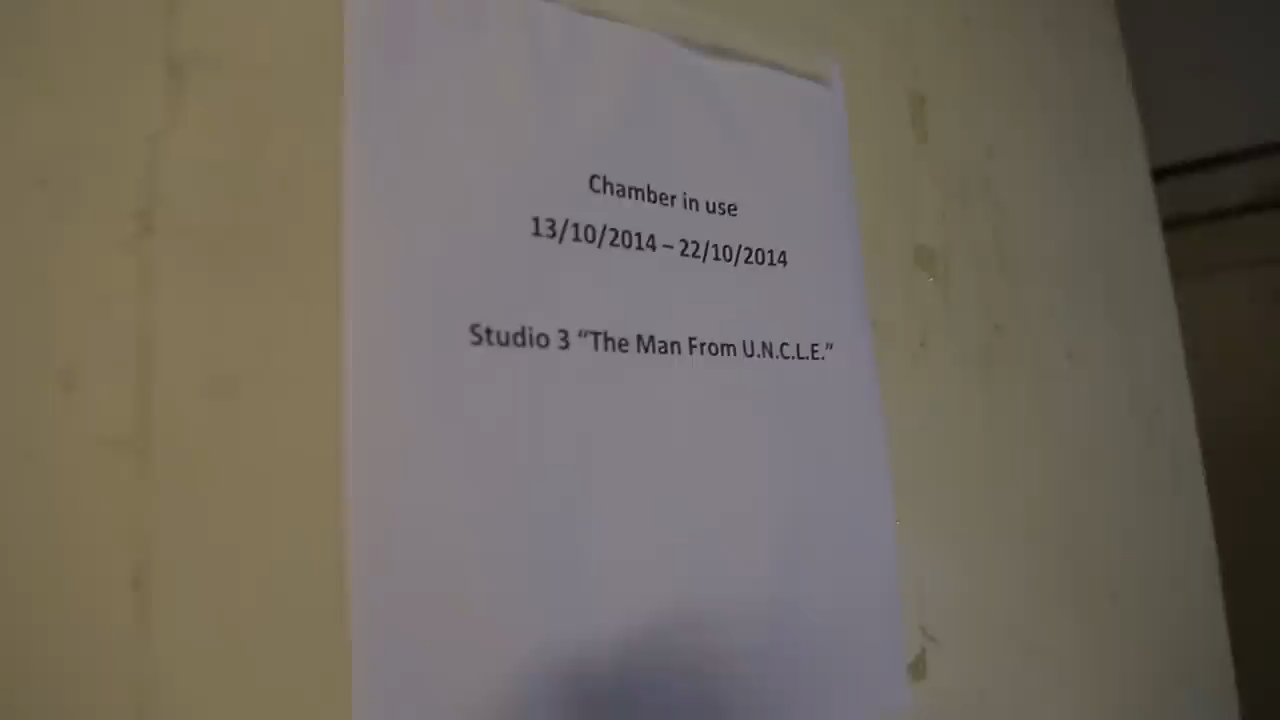 Chamber in use
13/10/2014 – 22/10/2014
Studio 3 “The Man From U.N.C.L.E.”